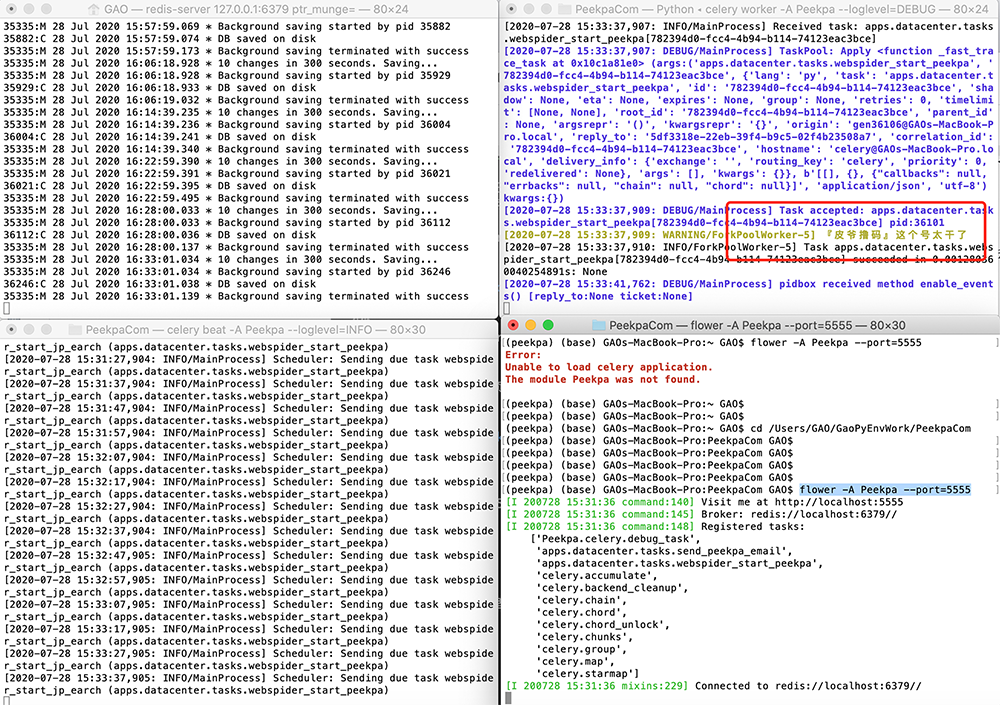 GAO — redis-server 127.0.0.1:6379 ptr_munge= — 80×24
35335:M 28 Jul 2020 15:57:59.069 * Background saving started by pid 35882
35882:C 28 Jul 2020 15:57:59.074 * DB saved on disk
35335:M 28 Jul 2020 15:57:59.173 * Background saving terminated with success
35335:M 28 Jul 2020 16:06:18.928 * 10 changes in 300 seconds. Saving...
35335:M 28 Jul 2020 16:06:18.928 * Background saving started by pid 35929
35929:C 28 Jul 2020 16:06:18.933 * DB saved on disk
35335:M 28 Jul 2020 16:06:19.032 * Background saving terminated with success
35335:M 28 Jul 2020 16:14:39.235 * 10 changes in 300 seconds. Saving...
35335:M 28 Jul 2020 16:14:39.236 * Background saving started by pid 36004
36004:C 28 Jul 2020 16:14:39.241 * DB saved on disk
35335:M 28 Jul 2020 16:14:39.340 * Background saving terminated with success
35335:M 28 Jul 2020 16:22:59.390 * 10 changes in 300 seconds. Saving...
35335:M 28 Jul 2020 16:22:59.391 * Background saving started by pid 36021
36021:C 28 Jul 2020 16:22:59.395 * DB saved on disk
35335:M 28 Jul 2020 16:22:59.495 * Background saving terminated with success
35335:M 28 Jul 2020 16:28:00.033 * 10 changes in 300 seconds. Saving...
35335:M 28 Jul 2020 16:28:00.033 * Background saving started by pid 36112
36112:C 28 Jul 2020 16:28:00.036 * DB saved on disk
35335:M 28 Jul 2020 16:28:00.137 * Background saving terminated with success
35335:M 28 Jul 2020 16:33:01.034 * 10 changes in 300 seconds. Saving...
35335:M 28 Jul 2020 16:33:01.034 * Background saving started by pid 36246
36246:C 28 Jul 2020 16:33:01.038 * DB saved on disk
35335:M 28 Jul 2020 16:33:01.139 * Background saving terminated with success
PeekpaCom — Python • celery worker -A Peekpa --loglevel=DEBUG — 80×24
[2020-07-28 15:33:37,907: INFO/MainProcess] Received task: apps.datacenter.tasks
.webspider_start_peekpa[782394d0-fcc4-4b94-b114-74123eac3bce]
[2020-07-28 15:33:37,907: DEBUG/MainProcess] TaskPool: Apply <function _fast_tra
ce_task at 0x10c1a81e0> (args:('apps.datacenter.tasks.webspider_start_peekpa', '
782394d0-fcc4-4b94-b114-74123eac3bce', {'lang': 'py', 'task': 'apps.datacenter.t
asks.webspider_start_peekpa', 'id': '782394d0-fcc4-4b94-b114-74123eac3bce', 'sha
dow': None, 'eta': None, 'expires': None, 'group': None, 'retries': 0, 'timelimi
t': [None, None], 'root_id': '782394d0-fcc4-4b94-b114-74123eac3bce', 'parent_id'
: None, 'argsrepr': '()', 'kwargsrepr': '{}', 'origin': 'gen36106@GAOs-MacBook-P
ro.local', 'reply_to': '5df3318e-22eb-39f4-b9c5-02f4b23508a7', 'correlation_id':
'782394d0-fcc4-4b94-b114-74123eac3bce', 'hostname': 'celery@GAOs-MacBook-Pro.lo
cal', 'delivery_info': {'exchange': '', 'routing_key': 'celery', 'priority': 0,
'redelivered': None}, 'args': [], 'kwargs': {}}, b'[[], {}, {"callbacks": null,
"errbacks": null, "chain": null, "chord": null}]', 'application/json', 'utf-8')
kwargs:{})
[2020-07-28 15:33:37,909: DEBUG/MainProcess] Task accepted: apps.datacenter.task
s.webspider_start_peekpa[782394d0-fcc4-4b94-b114-74123eac3bce] pid:36101
[2020-07-28 15:33:37,909: WARNING/ForkPoolWorker-5] 『皮爷撸码』这个号太干了
[2020-07-28 15:33:37,910: INFO/ForkPoolWorker-5] Task apps.datacenter.tasks.webs
pider_start_peekpa[782394d0-fcc4-4b94-b114-74123eac3bce] succeeded in 0.00128036
0040254891s: None
[2020-07-28 15:33:41,762: DEBUG/MainProcess] pidbox received method enable_event
s() [reply_to:None ticket:None]
PeekpaCom — celery beat -A Peekpa --loglevel=INFO — 80×30
r_start_jp_earch (apps.datacenter.tasks.webspider_start_peekpa)
[2020-07-28 15:31:27,904: INFO/MainProcess] Scheduler: Sending due task webspide
r_start_jp_earch (apps.datacenter.tasks.webspider_start_peekpa)
[2020-07-28 15:31:37,904: INFO/MainProcess] Scheduler: Sending due task webspide
r_start_jp_earch (apps.datacenter.tasks.webspider_start_peekpa)
[2020-07-28 15:31:47,904: INFO/MainProcess] Scheduler: Sending due task webspide
r_start_jp_earch (apps.datacenter.tasks.webspider_start_peekpa)
[2020-07-28 15:31:57,904: INFO/MainProcess] Scheduler: Sending due task webspide
r_start_jp_earch (apps.datacenter.tasks.webspider_start_peekpa)
[2020-07-28 15:32:07,904: INFO/MainProcess] Scheduler: Sending due task webspide
r_start_jp_earch (apps.datacenter.tasks.webspider_start_peekpa)
[2020-07-28 15:32:17,904: INFO/MainProcess] Scheduler: Sending due task webspide
r_start_jp_earch (apps.datacenter.tasks.webspider_start_peekpa)
[2020-07-28 15:32:27,904: INFO/MainProcess] Scheduler: Sending due task webspide
r_start_jp_earch (apps.datacenter.tasks.webspider_start_peekpa)
[2020-07-28 15:32:37,904: INFO/MainProcess] Scheduler: Sending due task webspide
r_start_jp_earch (apps.datacenter.tasks.webspider_start_peekpa)
[2020-07-28 15:32:47,905: INFO/MainProcess] Scheduler: Sending due task webspide
r_start_jp_earch (apps.datacenter.tasks.webspider_start_peekpa)
[2020-07-28 15:32:57,905: INFO/MainProcess] Scheduler: Sending due task webspide
r_start_jp_earch (apps.datacenter.tasks.webspider_start_peekpa)
[2020-07-28 15:33:07,905: INFO/MainProcess] Scheduler: Sending due task webspide
r_start_jp_earch (apps.datacenter.tasks.webspider_start_peekpa)
[2020-07-28 15:33:17,905: INFO/MainProcess] Scheduler: Sending due task webspide
r_start_jp_earch (apps.datacenter.tasks.webspider_start_peekpa)
[2020-07-28 15:33:27,905: INFO/MainProcess] Scheduler: Sending due task webspide
r_start_jp_earch (apps.datacenter.tasks.webspider_start_peekpa)
[2020-07-28 15:33:37,905: INFO/MainProcess] Scheduler: Sending due task webspide
r_start_jp_earch (apps.datacenter.tasks.webspider_start_peekpa)
PeekpaCom — flower -A Peekpa --port=5555 — 80×30
[(peekpa) (base) GAOs-MacBook-Pro:~ GAO$ flower -A Peekpa --port=5555 ]
Error:
Unable to load celery application.
The module Peekpa was not found.
[(peekpa) (base) GAOs-MacBook-Pro:~ GAO$ ]
[(peekpa) (base) GAOs-MacBook-Pro:~ GAO$ ]
[(peekpa) (base) GAOs-MacBook-Pro:~ GAO$ cd /Users/GAO/GaoPyEnvWork/PeekpaCom ]
[(peekpa) (base) GAOs-MacBook-Pro:PeekpaCom GAO$ ]
[(peekpa) (base) GAOs-MacBook-Pro:PeekpaCom GAO$ ]
[(peekpa) (base) GAOs-MacBook-Pro:PeekpaCom GAO$ ]
[(peekpa) (base) GAOs-MacBook-Pro:PeekpaCom GAO$ ]
[(peekpa) (base) GAOs-MacBook-Pro:PeekpaCom GAO$ flower -A Peekpa --port=5555 ]
[I 200728 15:31:36 command:140] Visit me at http://localhost:5555
[I 200728 15:31:36 command:145] Broker: redis://localhost:6379//
[I 200728 15:31:36 command:148] Registered tasks:
['Peekpa.celery.debug_task',
'apps.datacenter.tasks.send_peekpa_email',
'apps.datacenter.tasks.webspider_start_peekpa',
'celery.accumulate',
'celery.backend_cleanup',
'celery.chain',
'celery.chord',
'celery.chord_unlock',
'celery.chunks',
'celery.group',
'celery.map',
'celery.starmap']
[I 200728 15:31:36 mixins:229] Connected to redis://localhost:6379//